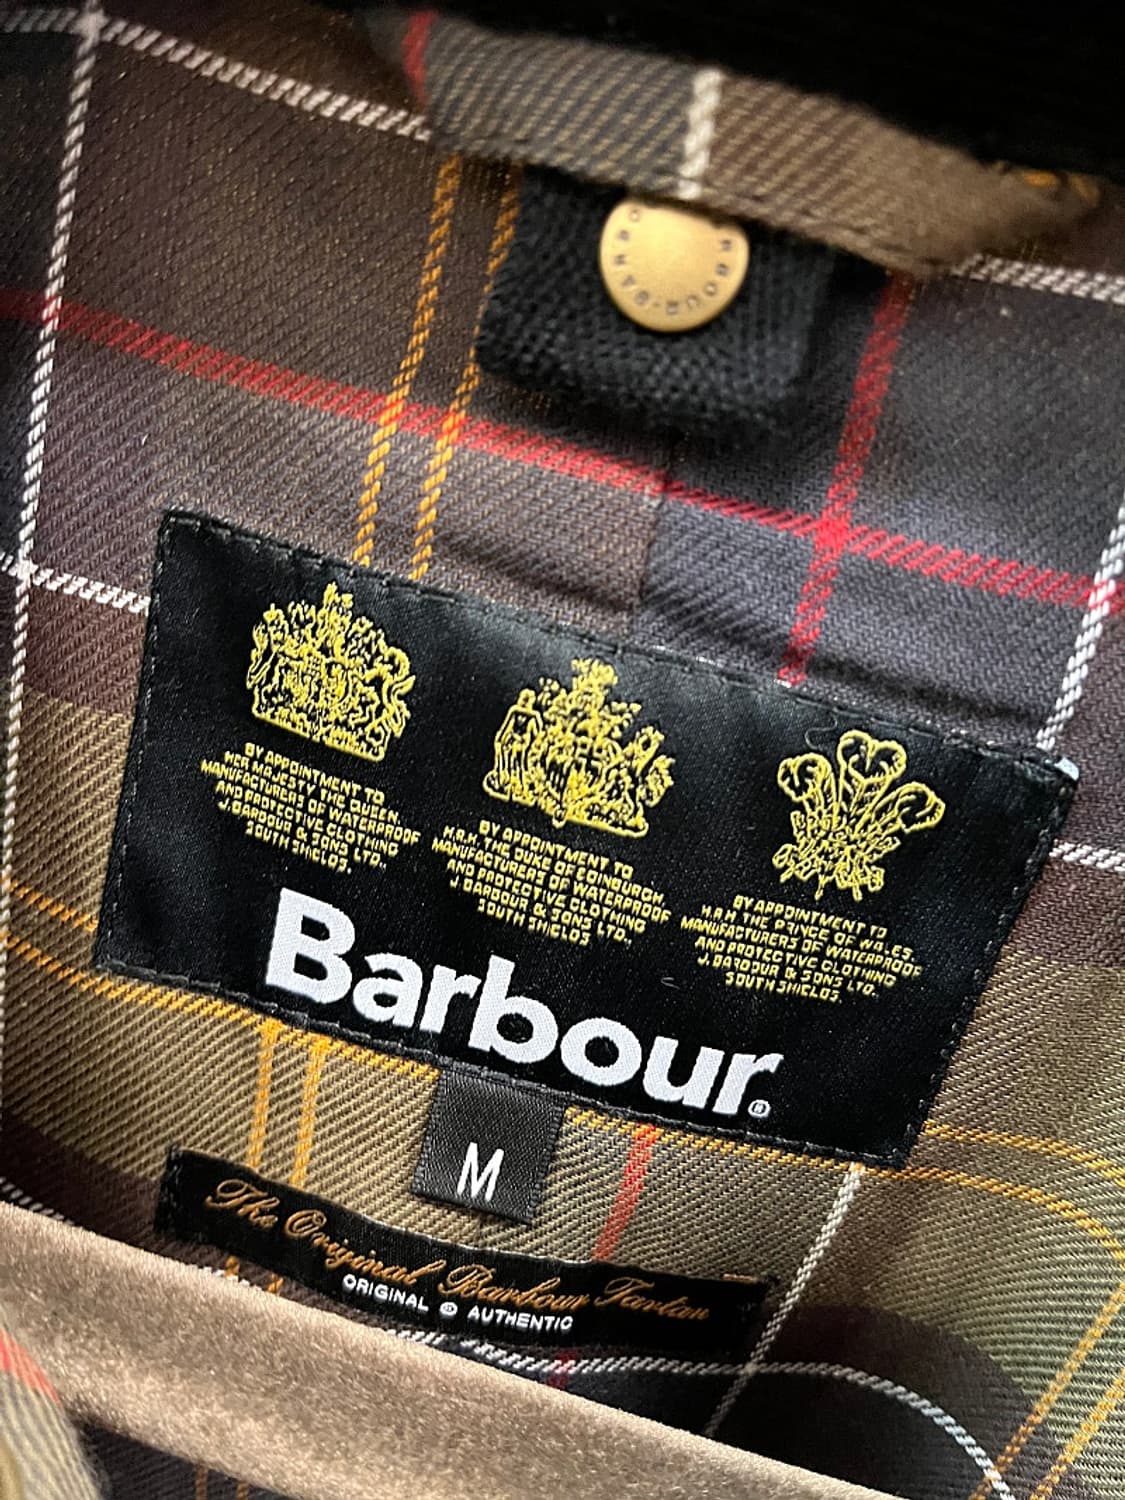 BARBOUR
BY APPOINTMENT TO
HER MAJESTY THE QUEEN.
MANUFACTURERS OF WATERPROOF
AND PROTECTIVE CLOTHING
J. BARBOUR & SONS LTD.,
SOUTH SHIELDS.
BY APPOINTMENT TO
H.R.H. THE DUKE OF EDINBURGH
MANUFACTURERS OF WATERPROOF
AND PROTECTIVE CLOTHING
J BARBOUR & SONS LTD.,
SOUTH SHIELDS
BY APPOINTMENT TO
H.R.H THE PRINCE OF WALES.
MANUFACTURERS OF WATERPROOF
AND PROTECTIVE CLOTHING
J. BARBOUR & SONS LTD.
SOUTH SHIELDS.
Barbour®
M
The Original Barbour Tartan
ORIGINAL © AUTHENTIC